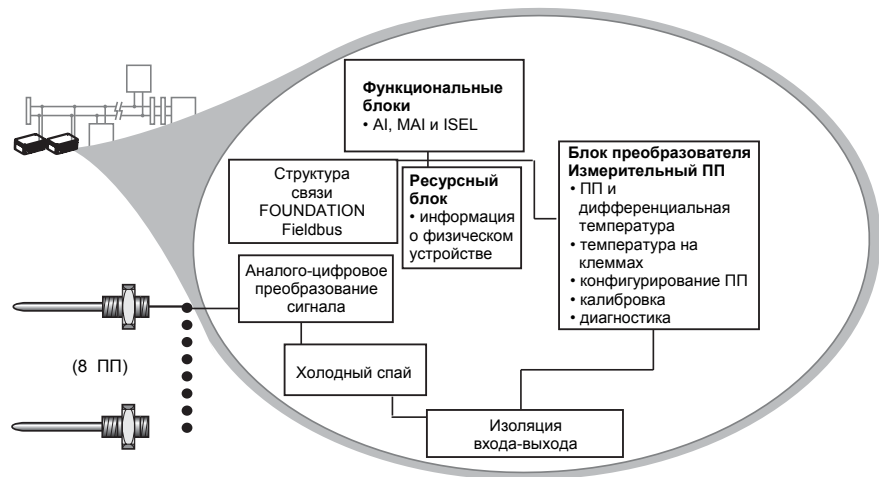 Функциональные
блоки
• AI, MAI и ISEL
Структура
связи
FOUNDATION
Fieldbus
Ресурсный
блок
• информация
о физическом
устройстве
Блок преобразователя
Измерительный ПП
• ПП и
дифференциальная
температура
• температура на
клеммах
• конфигурирование ПП
• калибровка
• диагностика
Аналого-цифровое
преобразование
сигнала
(8 ПП)
Холодный спай
Изоляция
входа-выхода